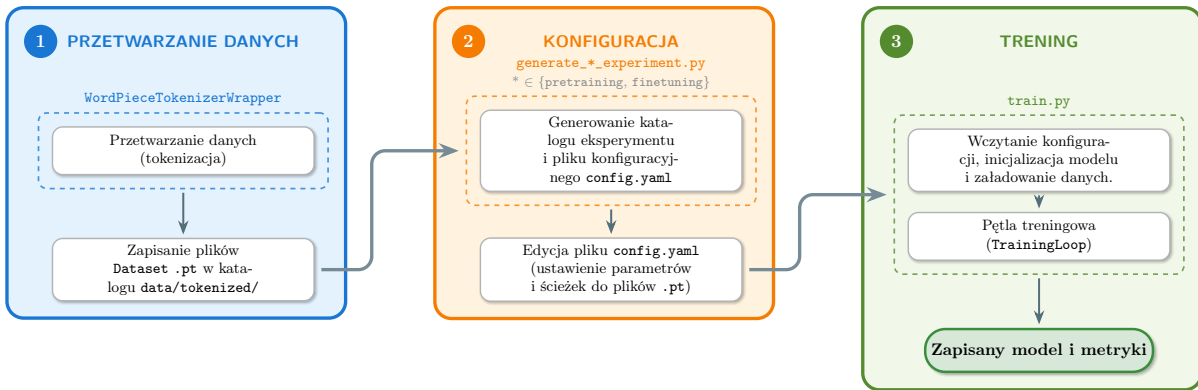 1 PRZETWARZANIE DANYCH
WordPieceTokenizerWrapper
Przetwarzanie danych
(tokenizacja)
Zapisanie plików
Dataset .pt w kata-
logu data/tokenized/
2 KONFIGURACJA
generate_*_experiment.py
* ∈ {pretraining, finetuning}
Generowanie kata-
logu eksperymentu
i pliku konfiguracyj-
nego config.yaml
Edycja pliku config.yaml
(ustawienie parametrów
i ścieżek do plików .pt)
3 TRENING
train.py
Wczytanie konfigura-
cji, inicjalizacja modelu
i załadowanie danych.
Pętla treningowa
(TrainingLoop)
Zapisany model i metryki